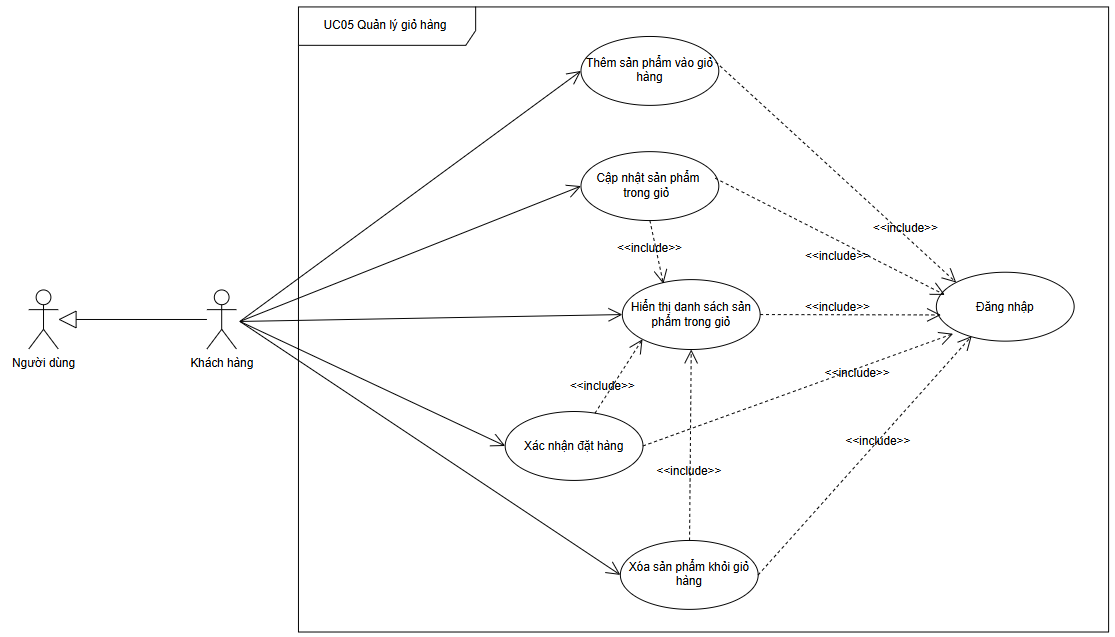 UC05 Quản lý giỏ hàng
Thêm sản phẩm vào giỏ
hàng
Cập nhật sản phẩm
trong giỏ
<<include>>
<<include>>
<<include>>
Hiển thị danh sách sản
phẩm trong giỏ
<<include>>
Đăng nhập
Người dùng
Khách hàng
<<include>>
<<include>>
Xác nhận đặt hàng
<<include>>
<<include>>
Xóa sản phẩm khỏi giỏ
hàng